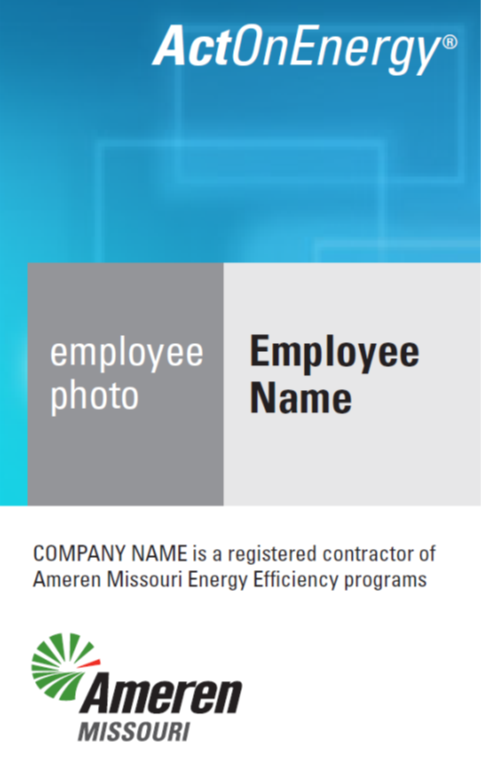 ActOnEnergy®
employee
photo
Employee
Name
COMPANY NAME is a registered contractor of
Ameren Missouri Energy Efficiency programs
Ameren
MISSOURI